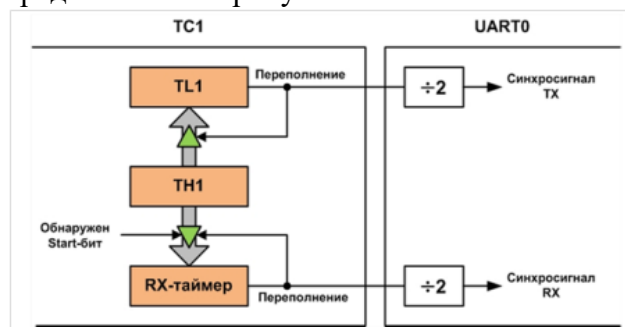 TC1
UART0
TL1
Переполнение
÷2
Синхросигнал
TX
TH1
Обнаружен
Start-бит
RX-таймер
Переполнение
÷2
Синхросигнал
RX